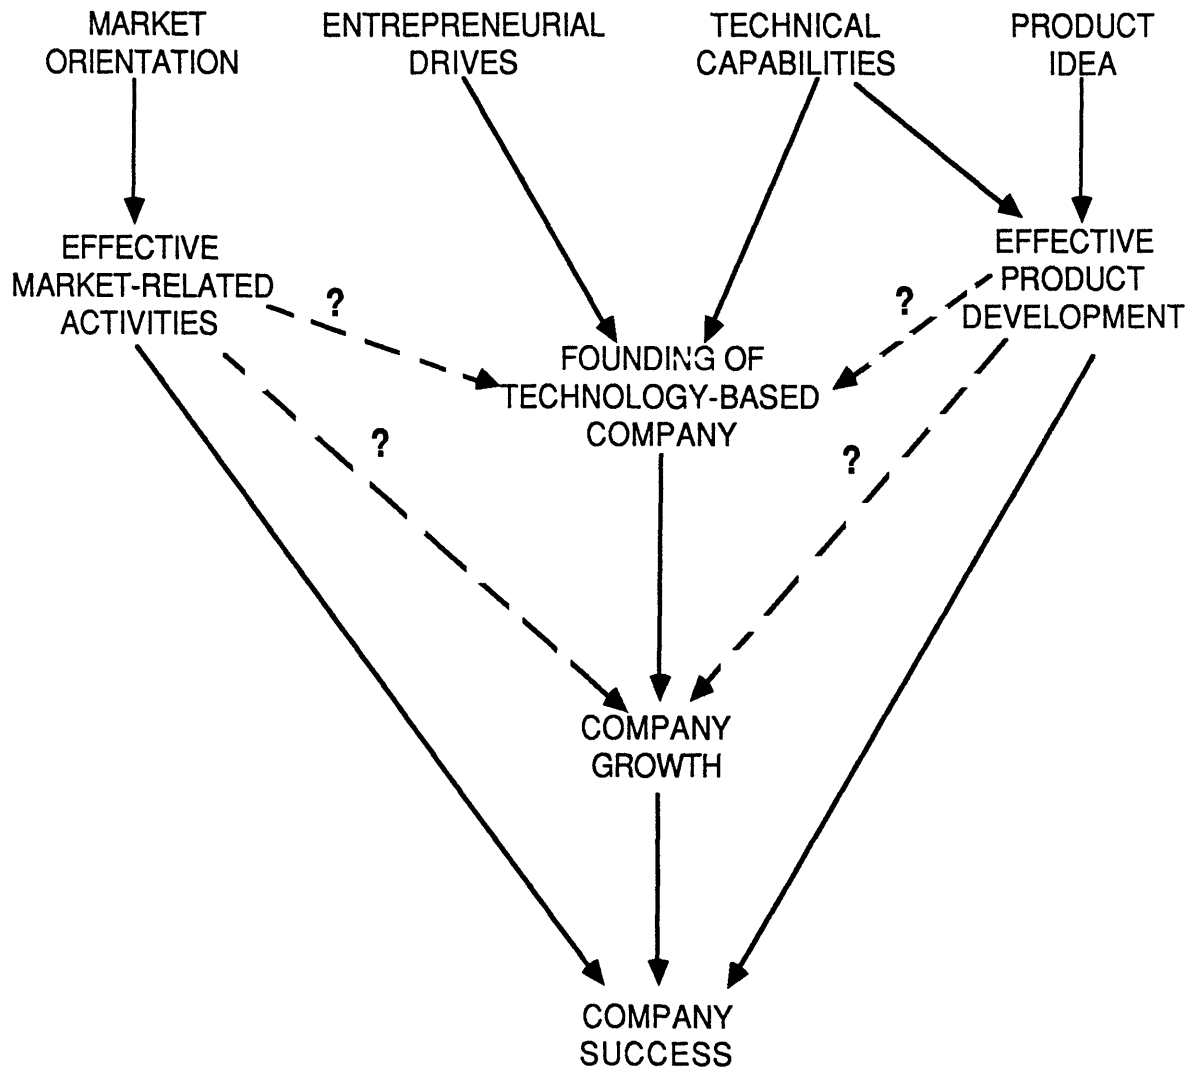 MARKET
ORIENTATION
ENTREPRENEURIAL
DRIVES
TECHNICAL
CAPABILITIES
PRODUCT
IDEA
EFFECTIVE
MARKET-RELATED
ACTIVITIES
?
?
EFFECTIVE
PRODUCT
DEVELOPMENT
FOUNDING OF
TECHNOLOGY-BASED
COMPANY
?
?
COMPANY
GROWTH
COMPANY
SUCCESS